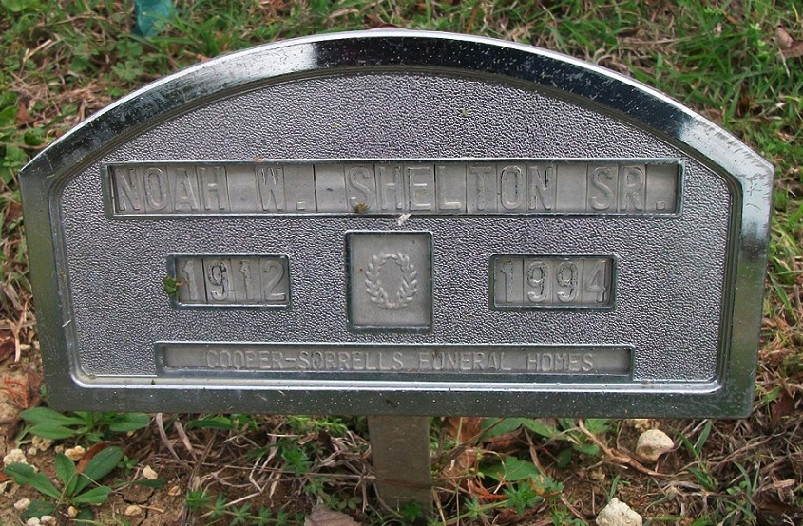 NOAH W. SHELTON SR.
1912 1994
COOPER-SORRELLS FUNERAL HOMES